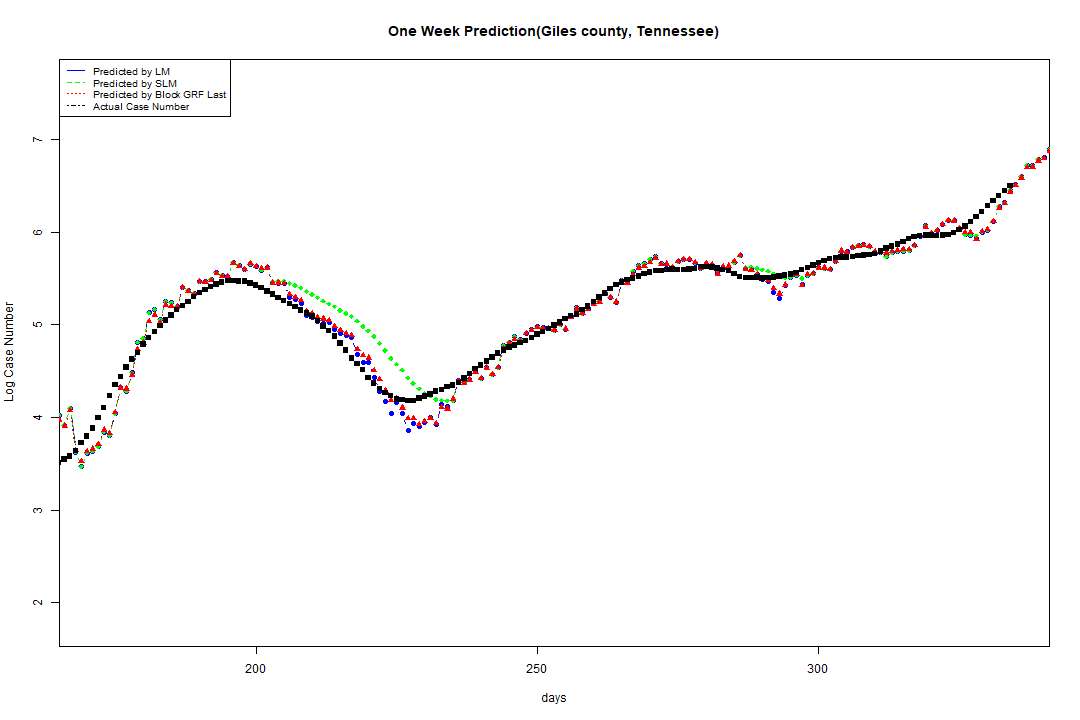 One Week Prediction(Giles county, Tennessee)
Predicted by LM
Predicted by SLM
Predicted by Block GRF Last
Actual Case Number
7
6
5
4
3
2
Log Case Number
200 250 300
days